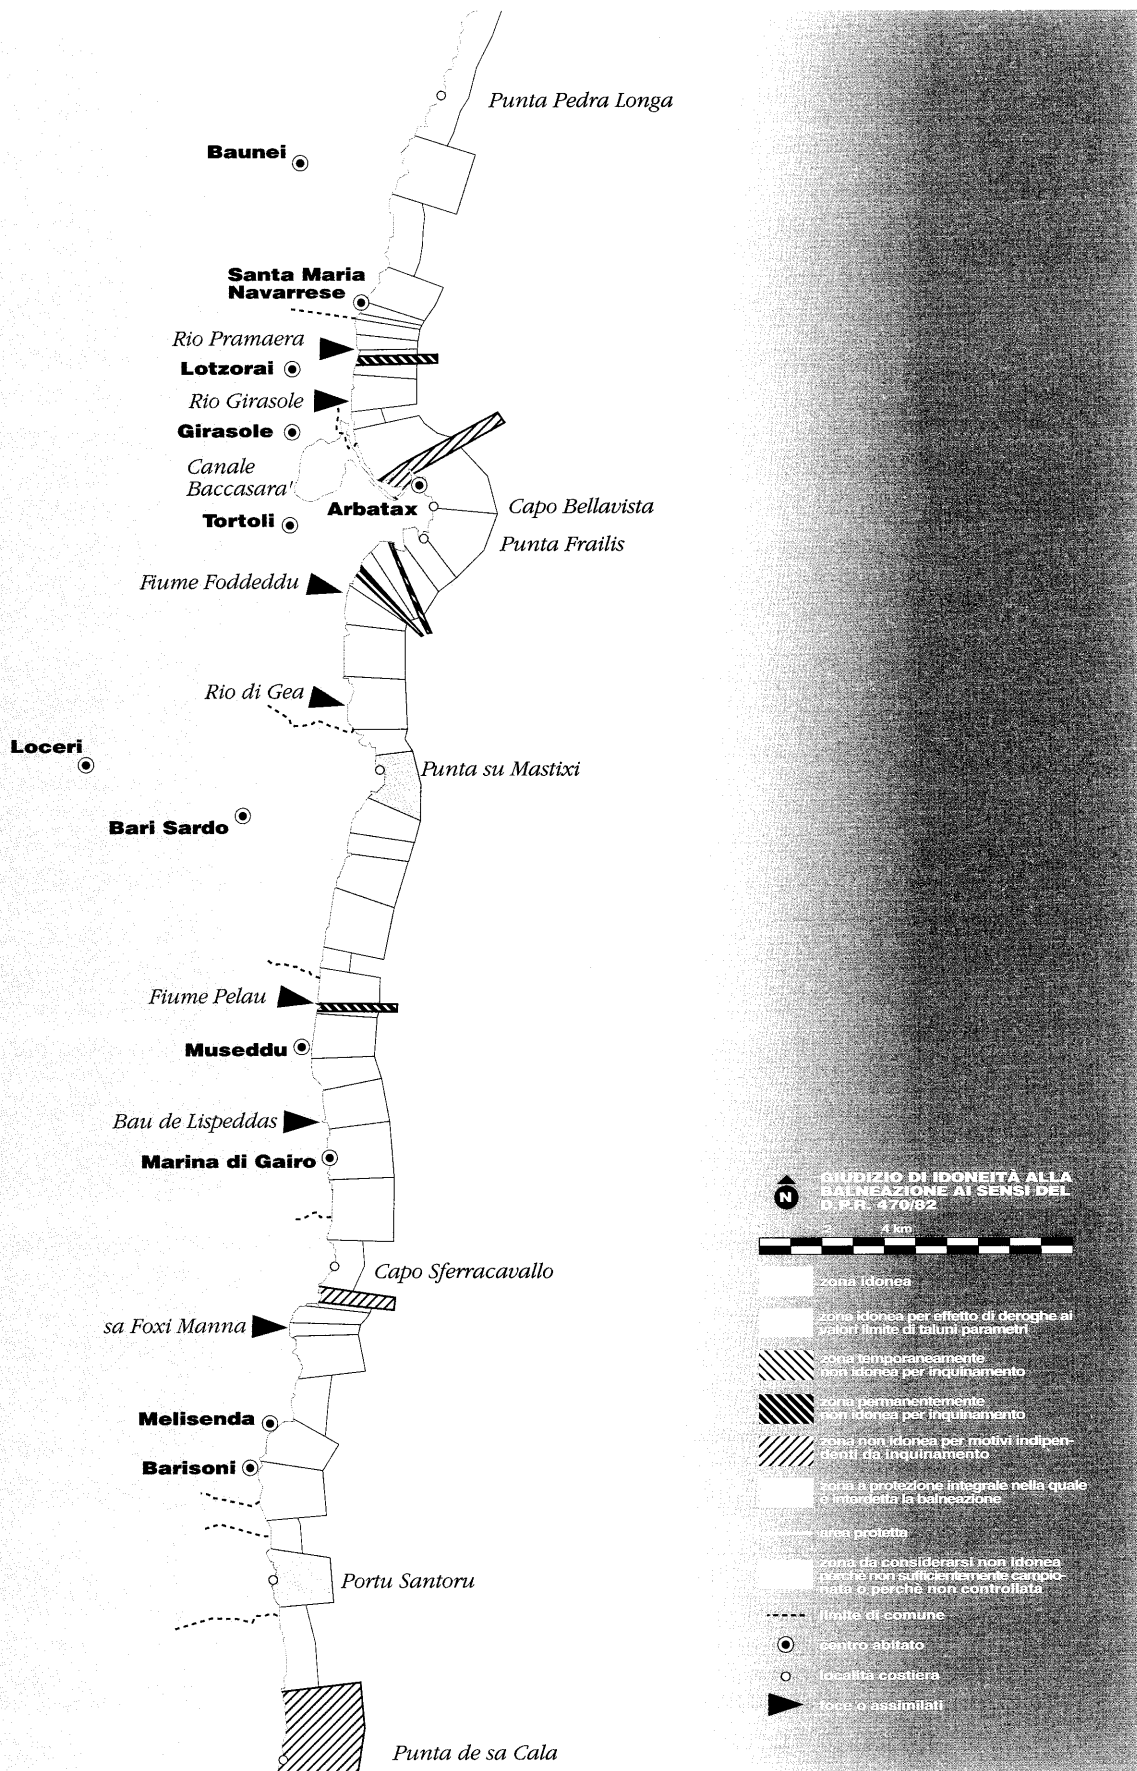 Punta Pedra Longa
Baunei
Santa Maria
Navarrese
Rio Pramaera
Lotzorai
Rio Girasole
Girasole
Canale
Baccasara'
Arbatax
Capo Bellavista
Tortoli
Punta Frailis
Fiume Foddeddu
Rio di Gea
Loceri
Punta su Mastixi
Bari Sardo
Fiume Pelau
Museddu
Bau de Lispeddas
Marina di Gairo
Capo Sferracavallo
sa Foxi Manna
Melisenda
Barisoni
Portu Santoru
Punta de sa Cala
N
GIUDIZIO DI IDONEITÀ ALLA
BALNEAZIONE AI SENSI DEL
D.P.R. 470/82
2 4 km
zona idonea
zona idonea per effetto di deroghe ai
valori limite di taluni parametri
zona temporaneamente
non idonea per inquinamento
zona permanentemente
non idonea per inquinamento
zona non idonea per motivi indipen-
denti da inquinamento
zona a protezione integrale nella quale
è interdetta la balneazione
area protetta
zona da considerarsi non idonea
perchè non sufficientemente campio-
nata o perchè non controllata
limite di comune
centro abitato
località costiera
foce o assimilati